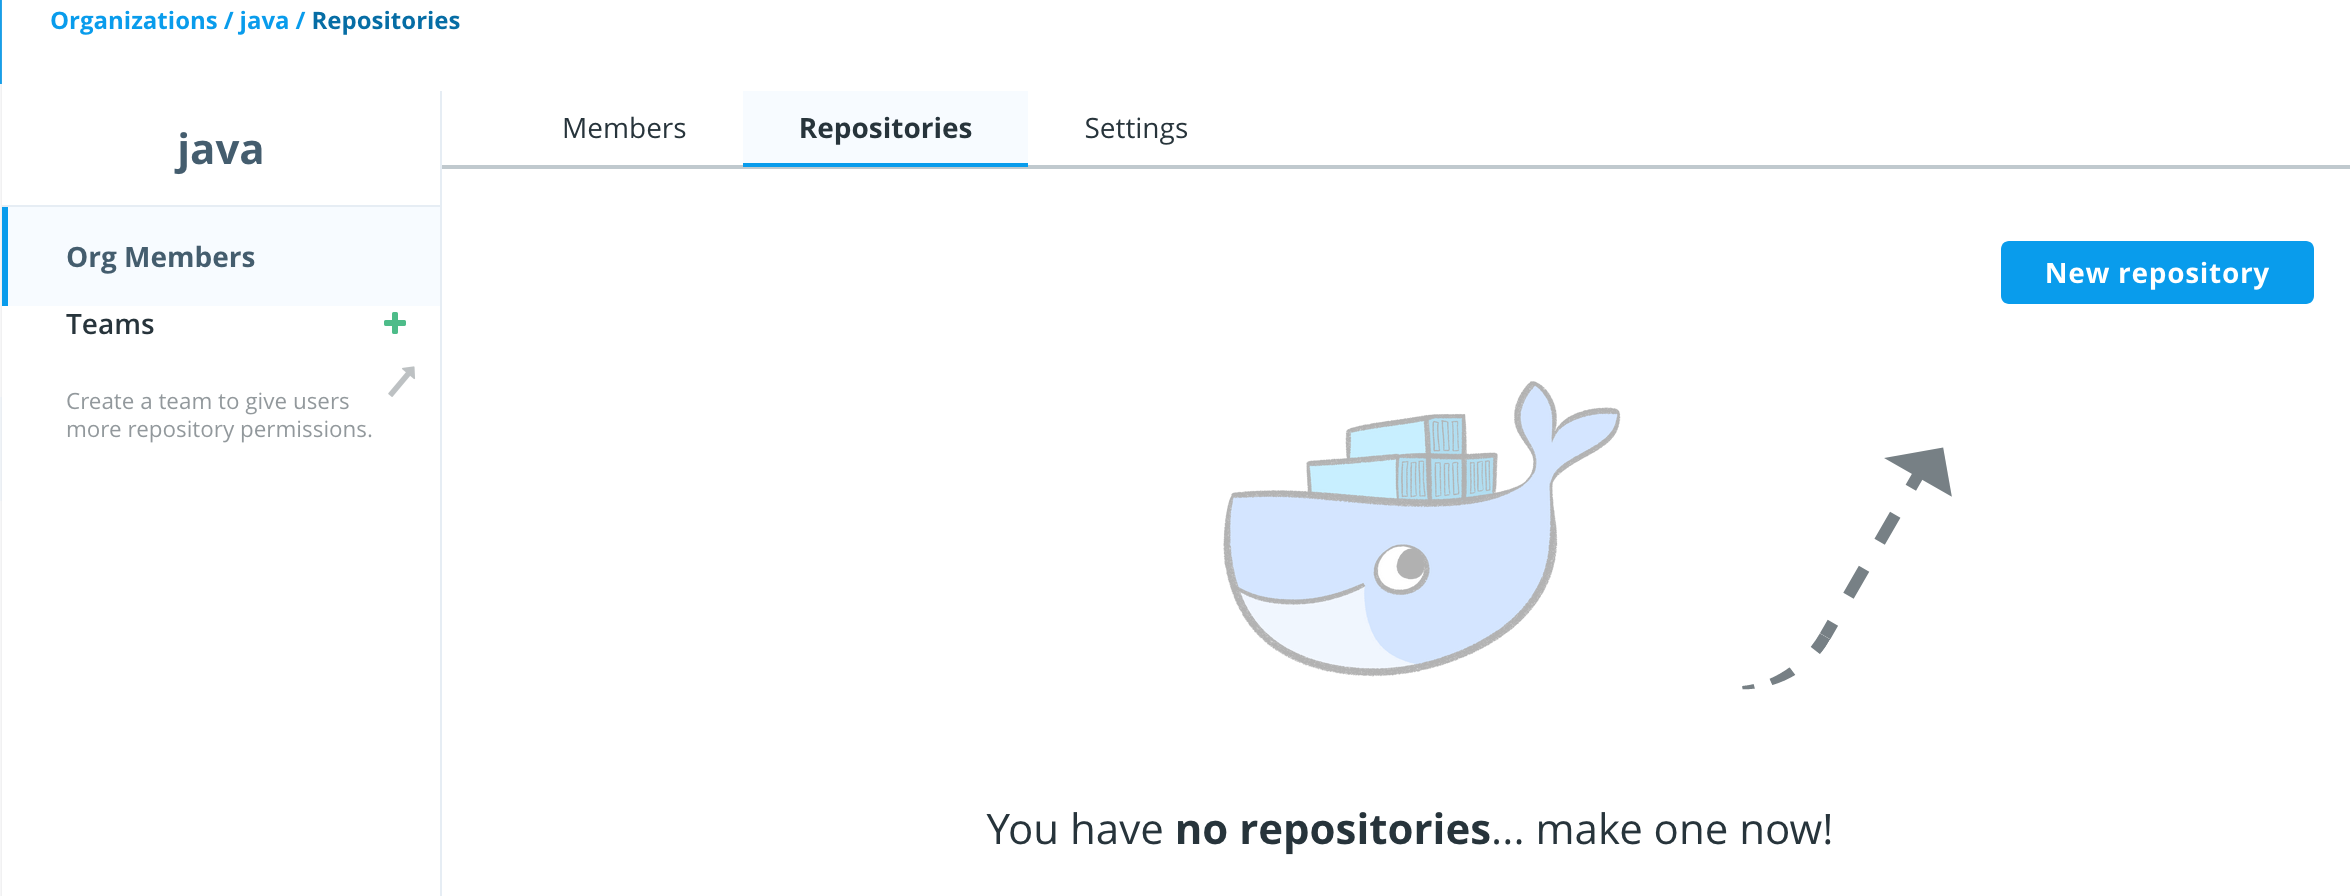 Organizations / java / Repositories
java
Members
Repositories
Settings
Org Members
New repository
Teams
Create a team to give users
more repository permissions.
You have no repositories... make one now!